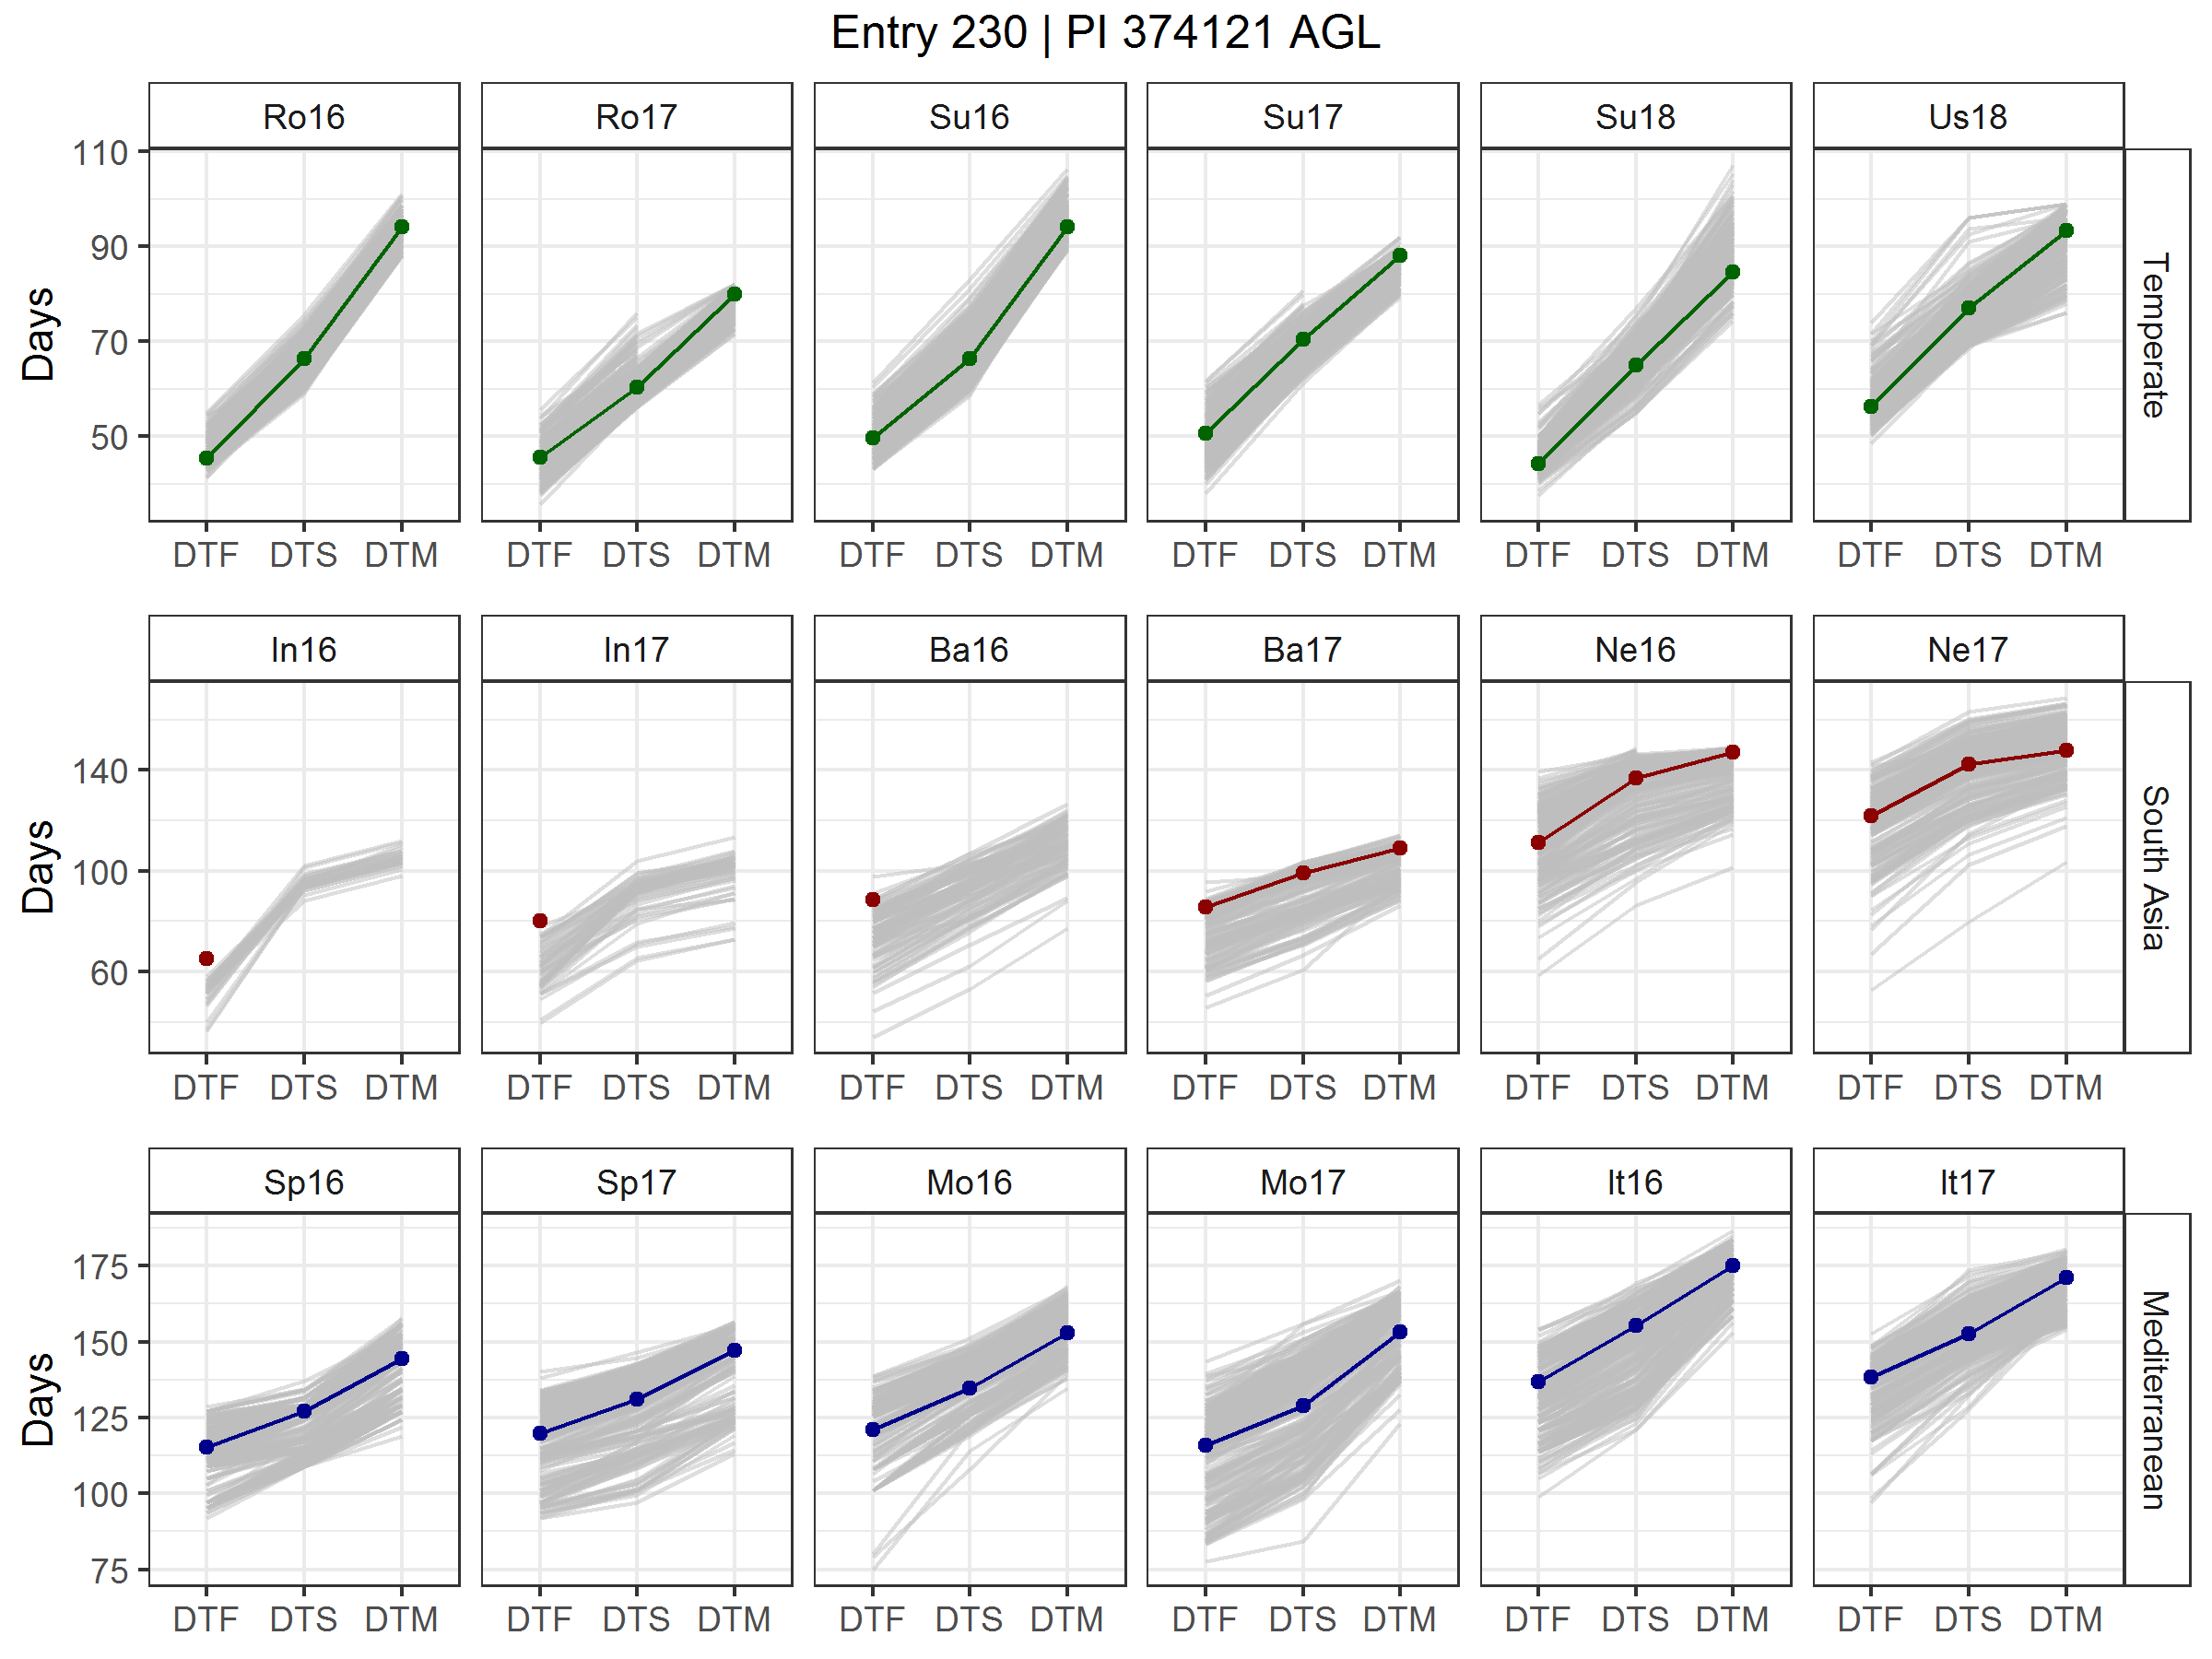 Entry 230 | PI 374121 AGL
Ro16 Ro17 Su16 Su17 Su18 Us18
110
90
70
50
Days
Temperate
DTF DTS DTM DTF DTS DTM DTF DTS DTM DTF DTS DTM DTF DTS DTM DTF DTS DTM
In16 In17 Ba16 Ba17 Ne16 Ne17
140
100
60
Days
South Asia
DTF DTS DTM DTF DTS DTM DTF DTS DTM DTF DTS DTM DTF DTS DTM DTF DTS DTM
Sp16 Sp17 Mo16 Mo17 It16 It17
175
150
125
100
75
Days
Mediterranean
DTF DTS DTM DTF DTS DTM DTF DTS DTM DTF DTS DTM DTF DTS DTM DTF DTS DTM